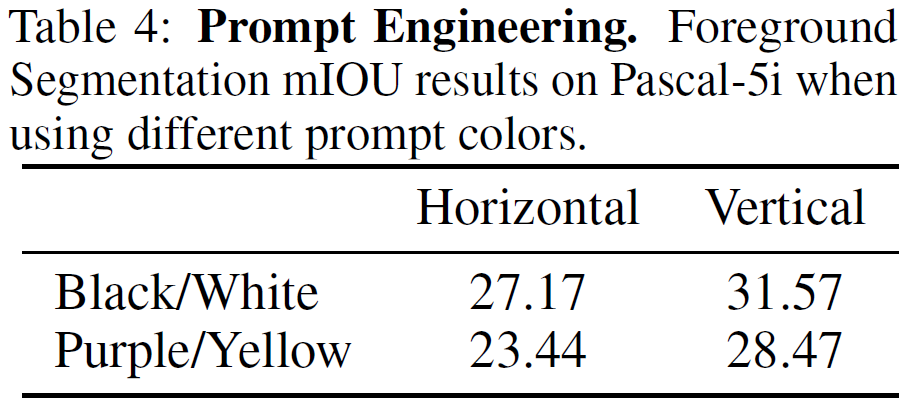 Table 4: Prompt Engineering. Foreground
Segmentation mIOU results on Pascal-5i when
using different prompt colors.
Horizontal Vertical
Black/White 27.17 31.57
Purple/Yellow 23.44 28.47